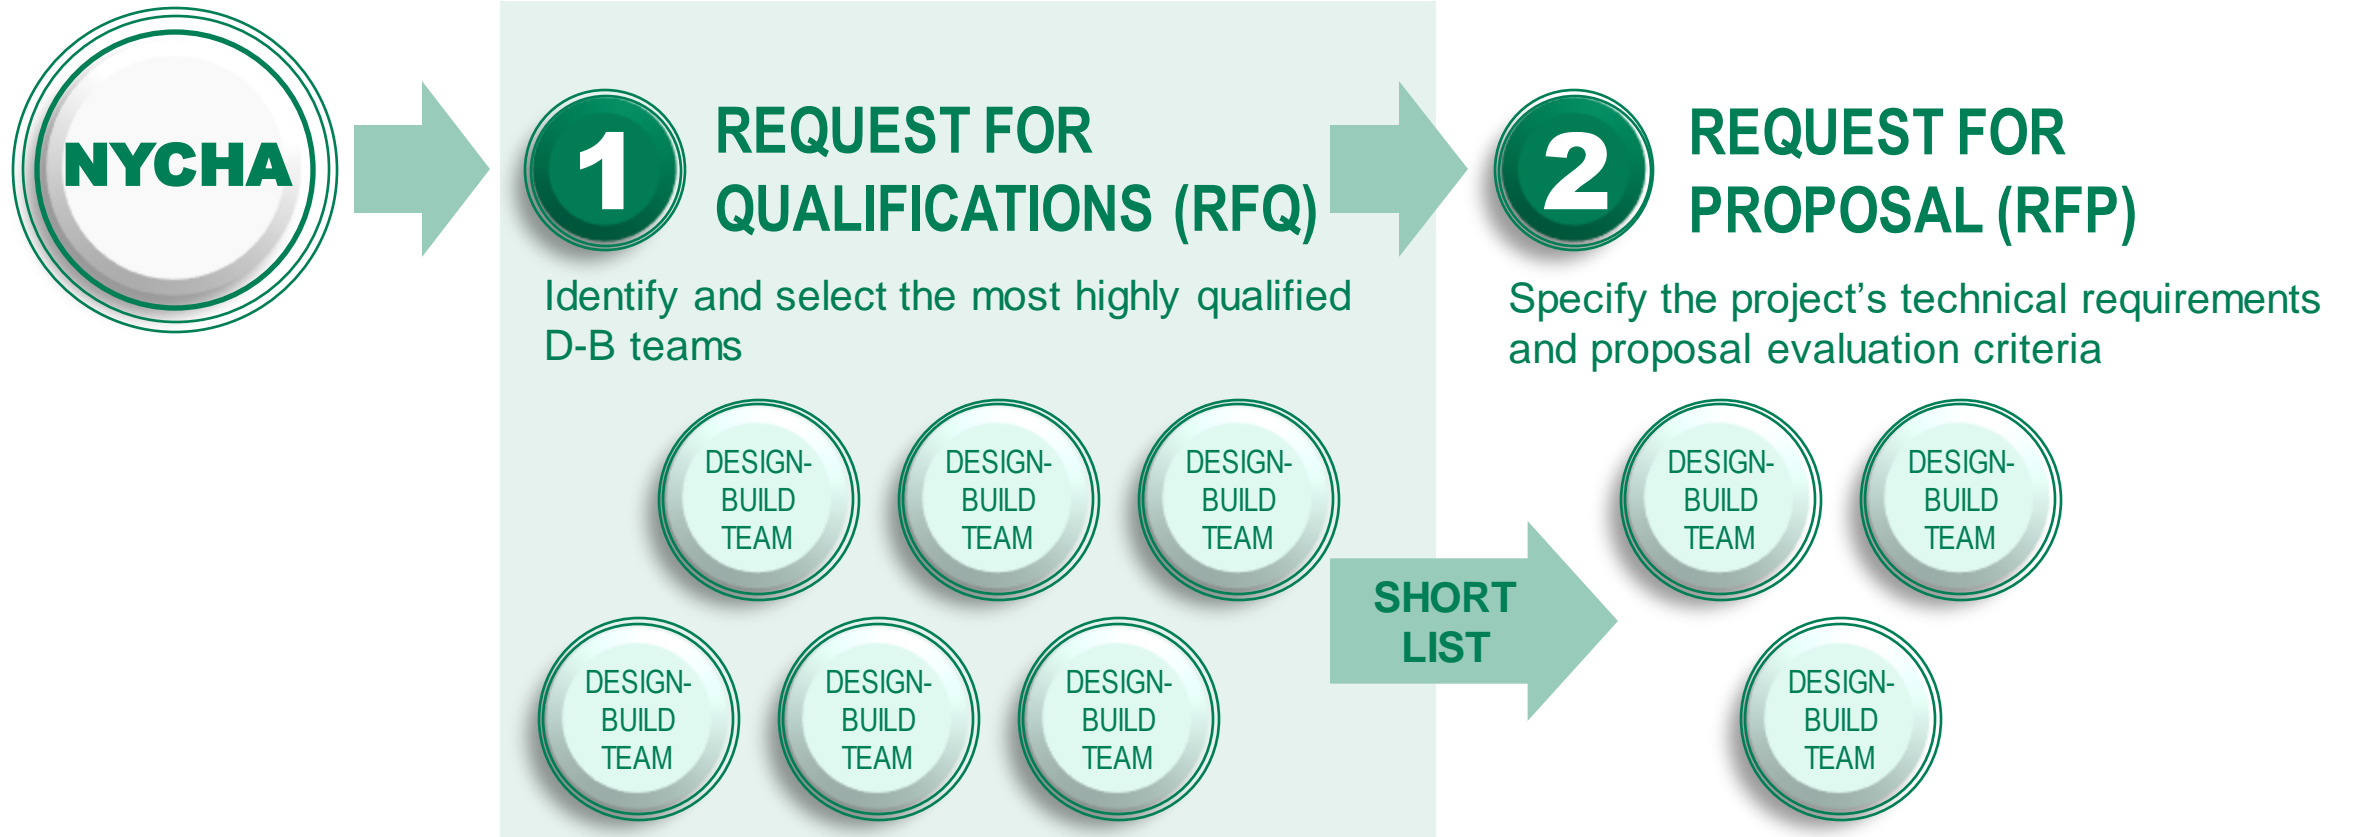 NYCHA
1
REQUEST FOR
QUALIFICATIONS (RFQ)
Identify and select the most highly qualified
D-B teams
DESIGN-
BUILD
TEAM
DESIGN-
BUILD
TEAM
DESIGN-
BUILD
TEAM
DESIGN-
BUILD
TEAM
DESIGN-
BUILD
TEAM
DESIGN-
BUILD
TEAM
SHORT
LIST
2
REQUEST FOR
PROPOSAL (RFP)
Specify the project’s technical requirements
and proposal evaluation criteria
DESIGN-
BUILD
TEAM
DESIGN-
BUILD
TEAM
DESIGN-
BUILD
TEAM